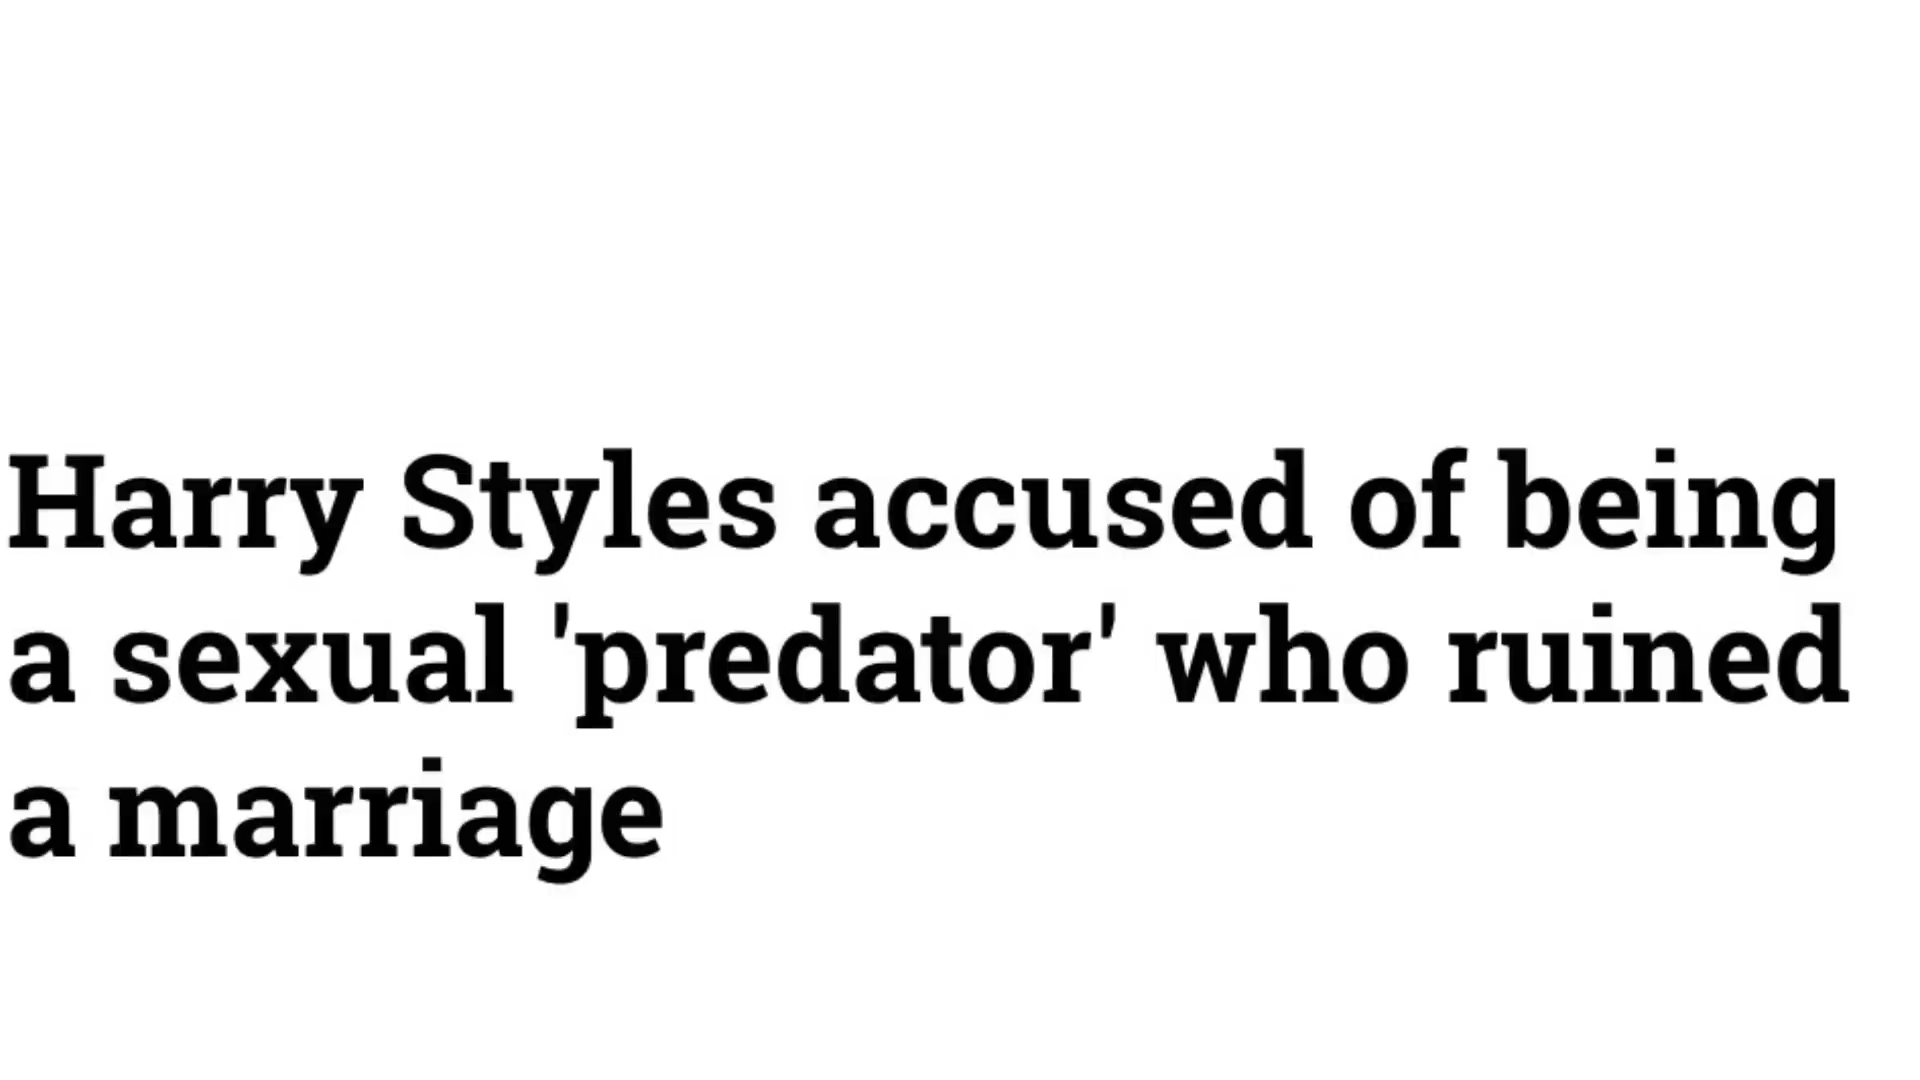 Harry Styles accused of being
a sexual 'predator' who ruined
a marriage